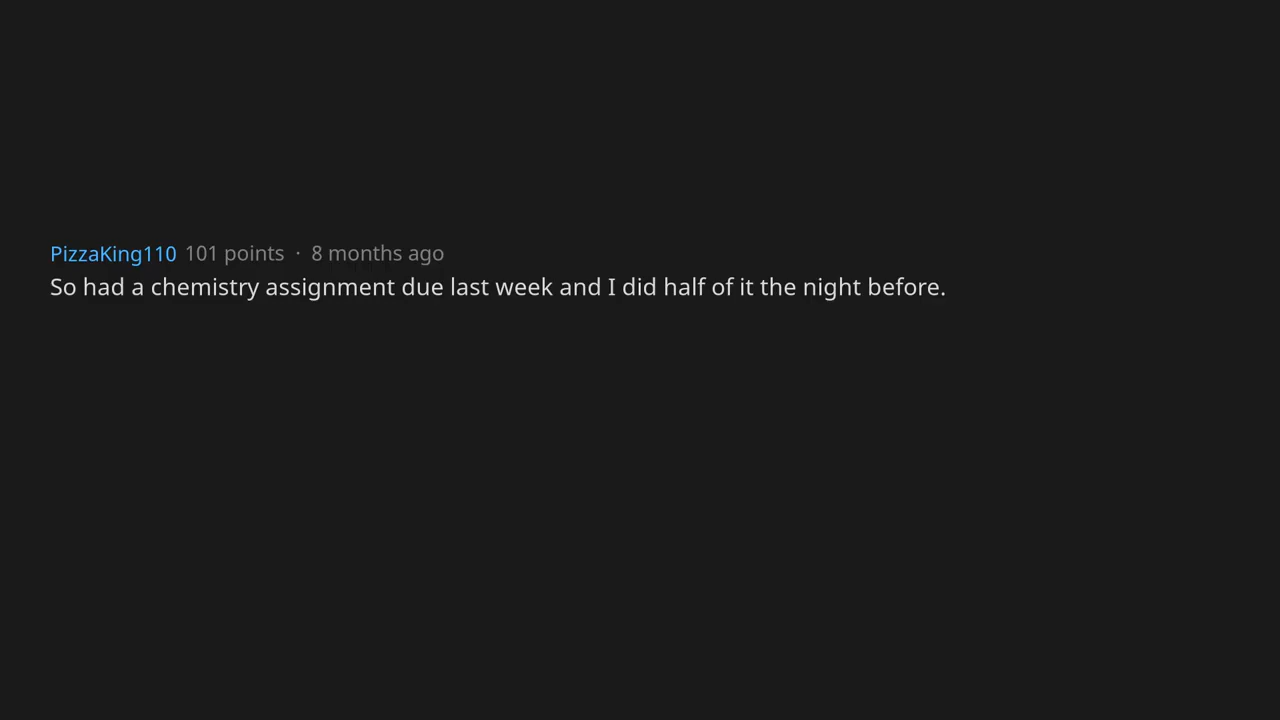 PizzaKing110 101 points · 8 months ago
So had a chemistry assignment due last week and I did half of it the night before.